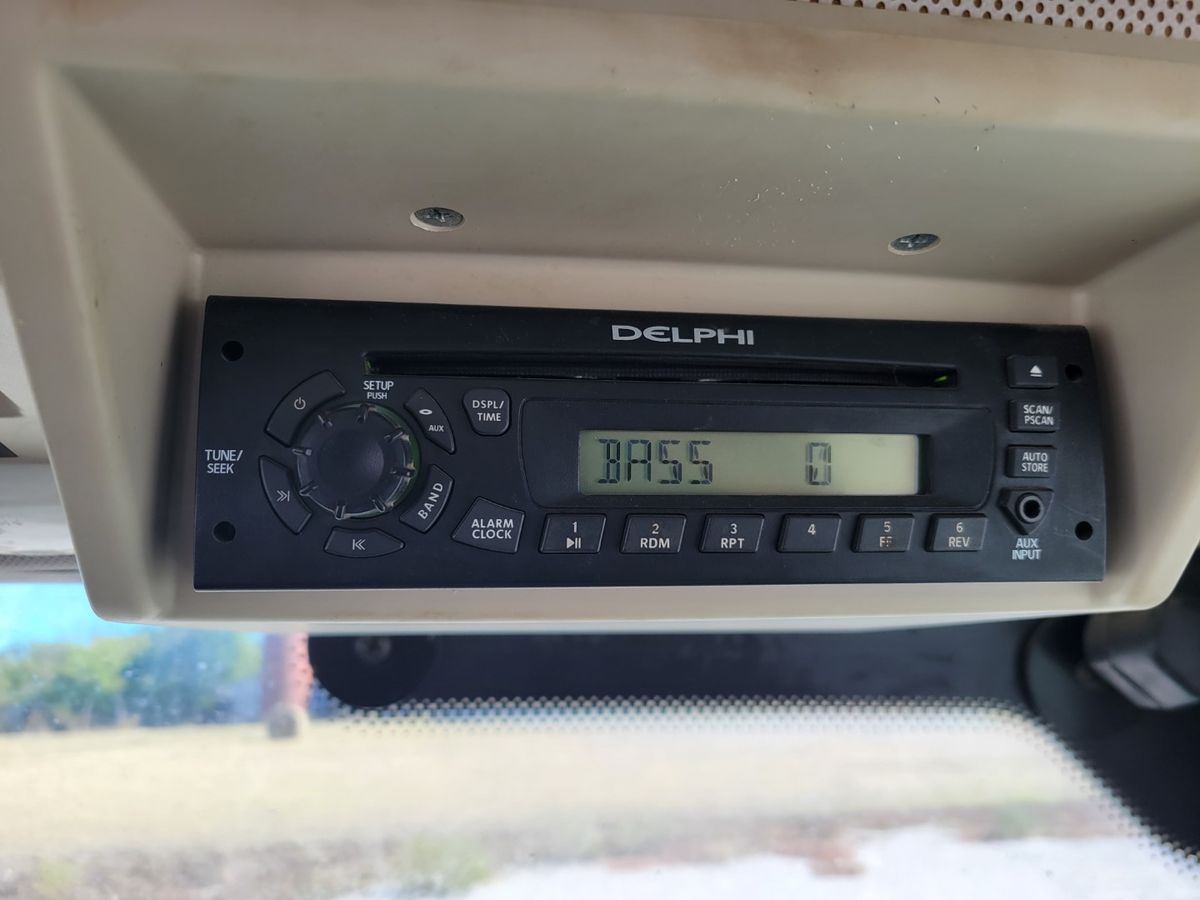 DELPHI
SETUP
PUSH
AUX
DSPL/
TIME
SCAN/
PSCAN
TUNE/
SEEK
BASS 0
AUTO
STORE
BAND
ALARM
CLOCK
1
2
RDM
3
RPT
4
5
FF
6
REV
AUX
INPUT